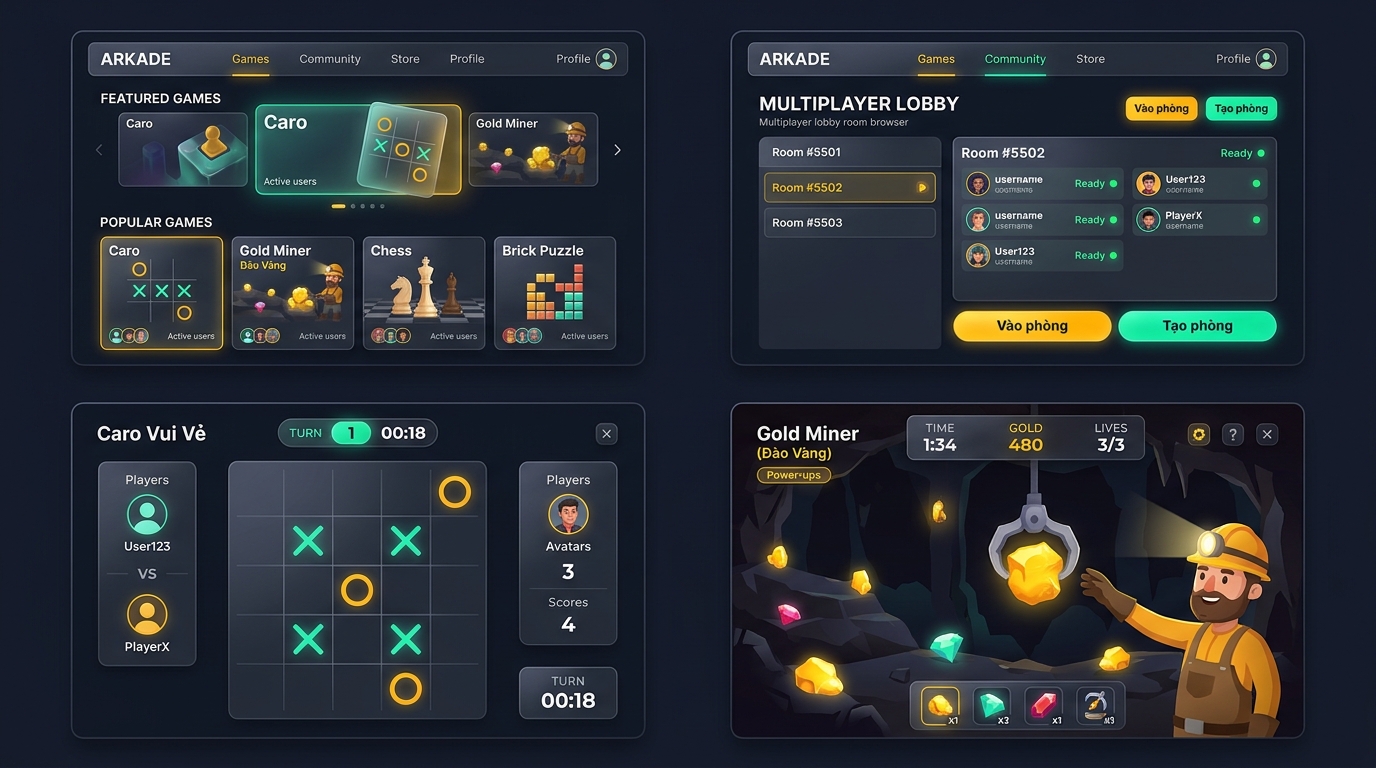 ARKADE
Games
Community
Store
Profile
Profile
FEATURED GAMES
Caro
Caro
Active users
Gold Miner
POPULAR GAMES
Caro
Active users
Gold Miner
Đào Vàng
Active users
Chess
Active users
Brick Puzzle
Active users
ARKADE
Games
Community
Store
Profile
MULTIPLAYER LOBBY
Multiplayer lobby room browser
Vào phòng
Tạo phòng
Room #5501
Room #5502
Room #5503
Room #5502
Ready
username
Ready
User123
username
Ready
PlayerX
username
User123
Ready
Vào phòng
Tạo phòng
Caro Vui Vẻ
TURN 1 00:18
Players
User123
VS
PlayerX
Players
Avatars
3
Scores
4
TURN
00:18
Gold Miner
(Đào Vàng)
Power-ups
TIME
1:34
GOLD
480
LIVES
3/3
?
x1
x3
x1